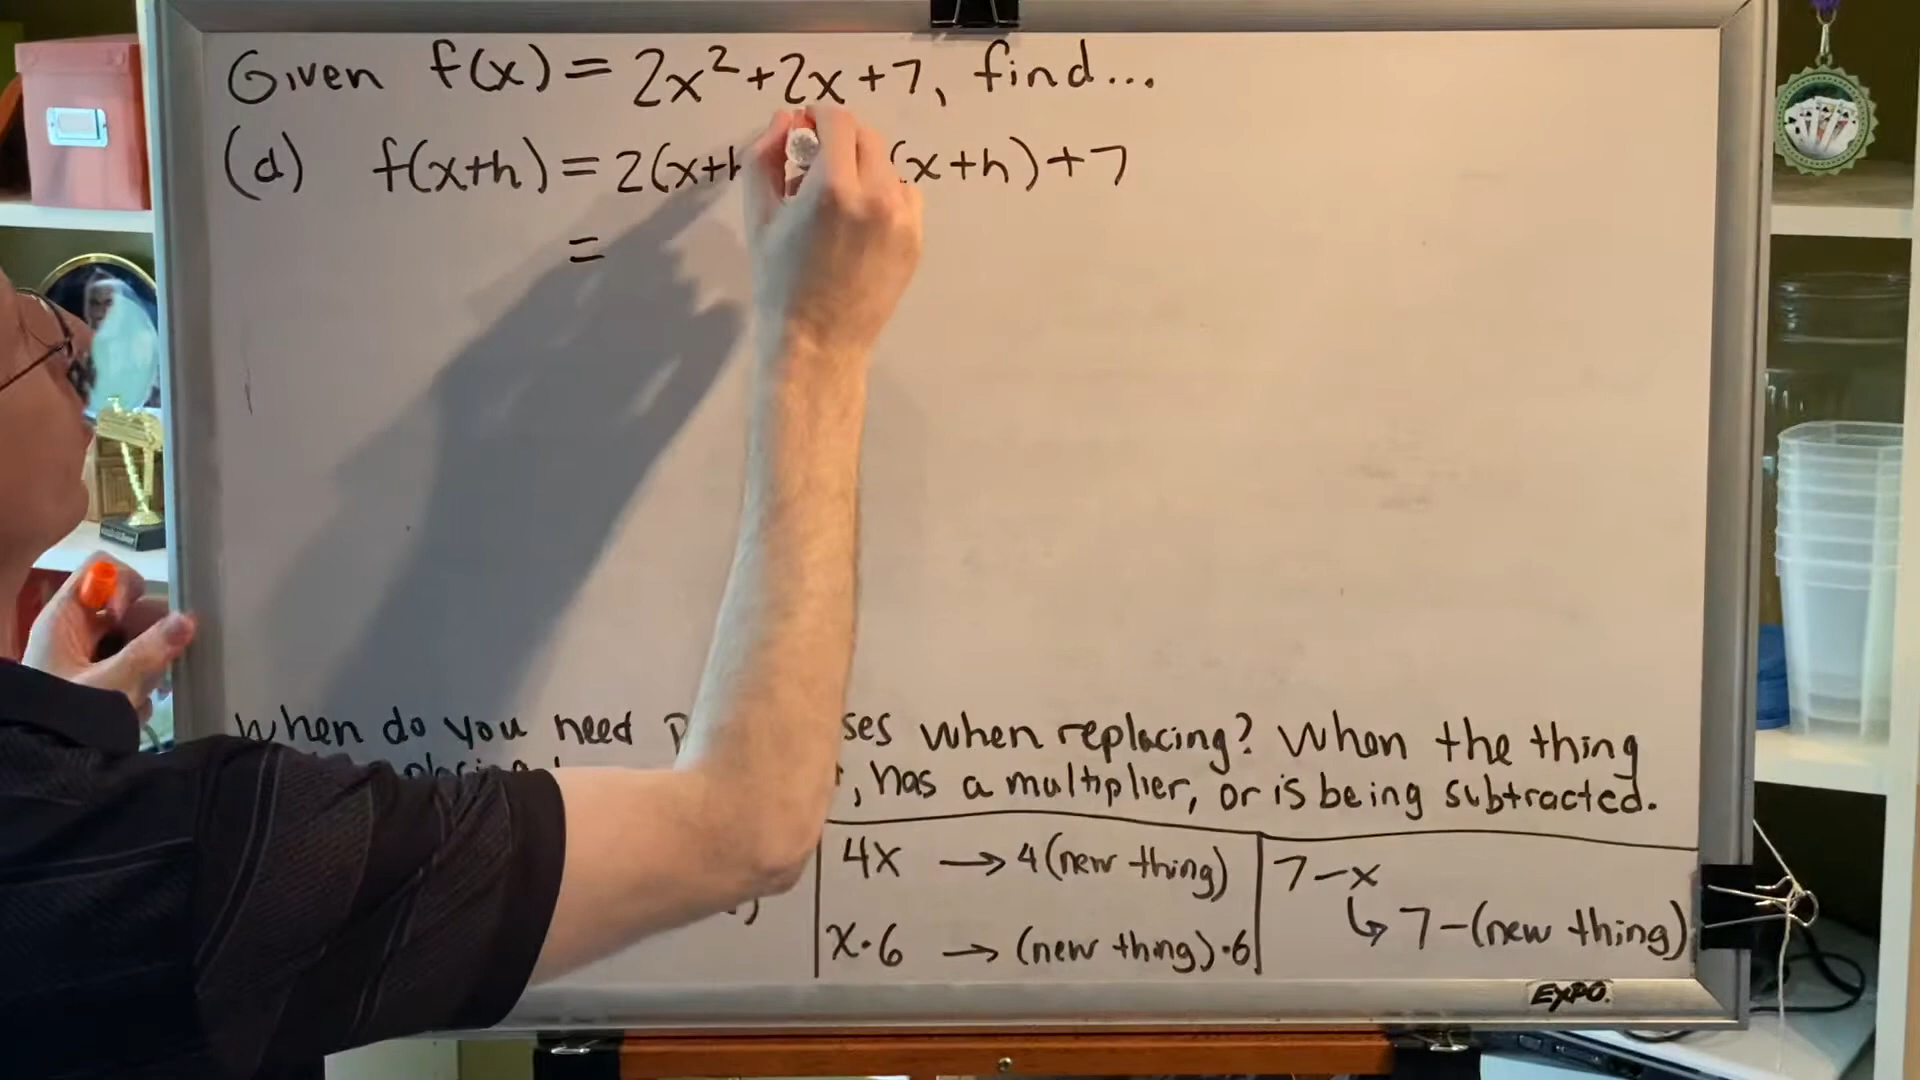 Given f(x) = 2x²+2x+7, find...
(d) f(x+h) = 2(x+h (x+h)+7
=
When do you need when replacing? When the thing
, has a multiplier, or is being subtracted.
4x → 4(new thing)
x·6 → (new thing)·6
7-x
↳ 7-(new thing)
EXPO.